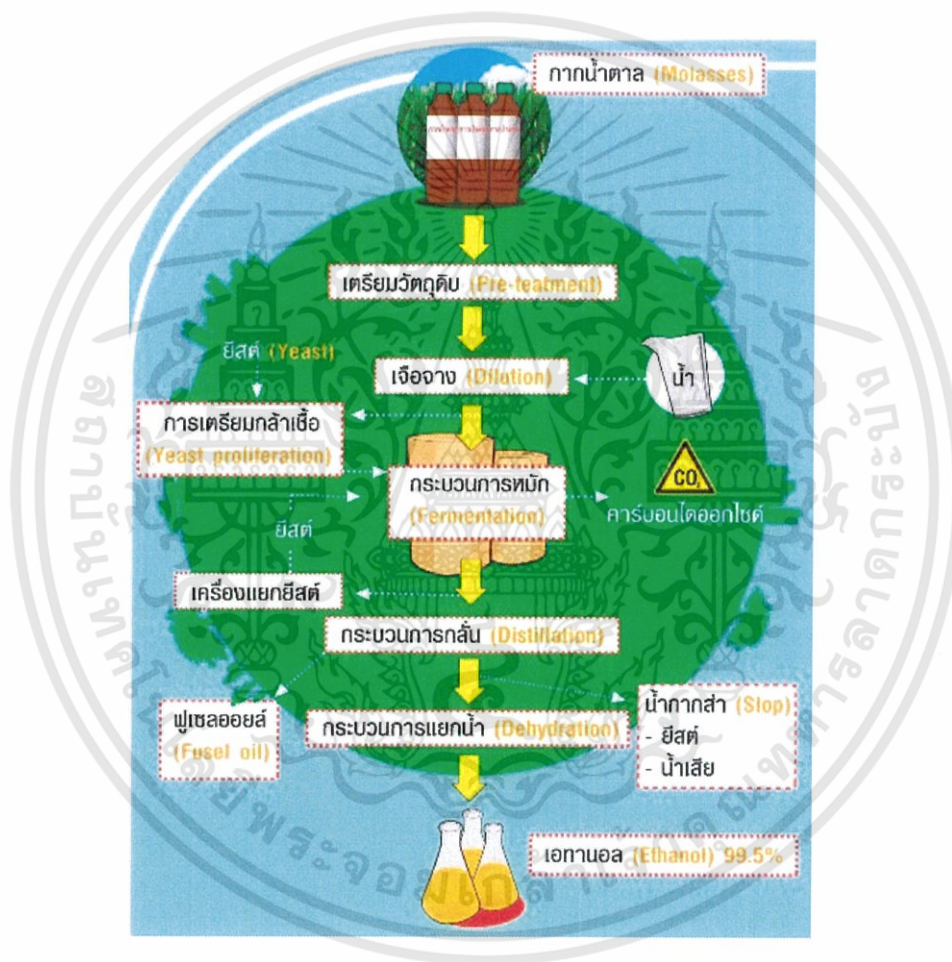 กากน้ำตาล (Molasses)
เตรียมวัตถุดิบ (Pre-teatment)
ยีสต์ (Yeast)
เจือจาง (Dilution)
น้ำ
การเตรียมกล้าเชื้อ
(Yeast proliferation)
กระบวนการหมัก
(Fermentation)
CO₂
คาร์บอนไดออกไซด์
ยีสต์
เครื่องแยกยีสต์
กระบวนการกลั่น (Distillation)
ฟูเซลออยล์
(Fusel oil)
กระบวนการแยกน้ำ (Dehydration)
น้ำกากส่า (Slop)
- ยีสต์
- น้ำเสีย
เอทานอล (Ethanol) 99.5%